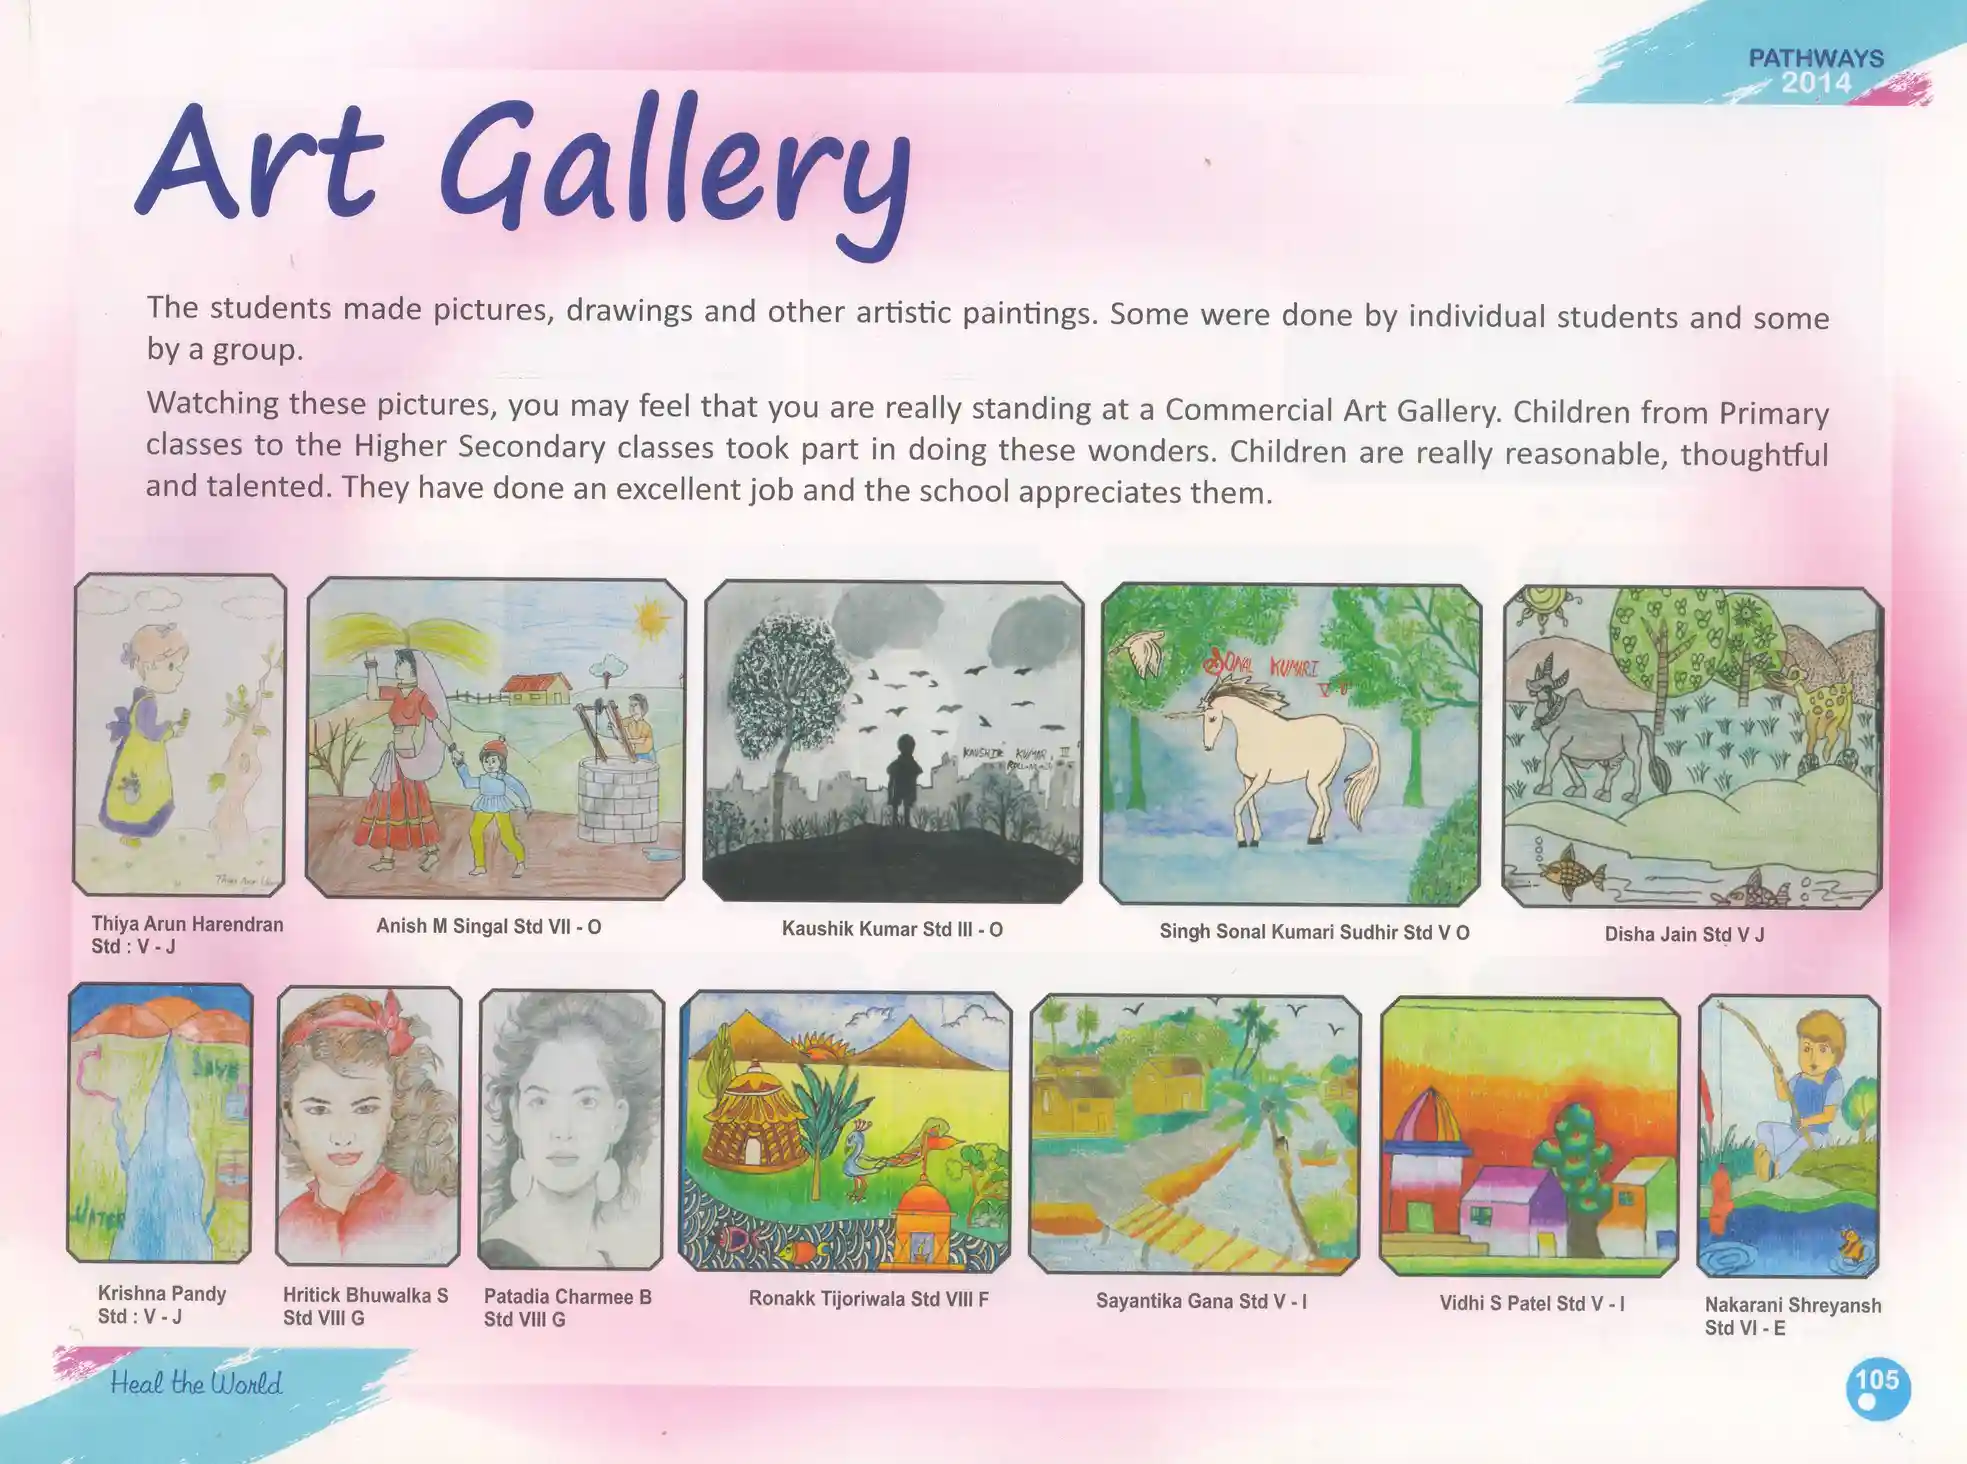 PATHWAYS
2014
Art Gallery
The students made pictures, drawings and other artistic paintings. Some were done by individual students and some
by a group.
Watching these pictures, you may feel that you are really standing at a Commercial Art Gallery. Children from Primary
classes to the Higher Secondary classes took part in doing these wonders. Children are really reasonable, thoughtful
and talented. They have done an excellent job and the school appreciates them.
KAUSHIK KUMAR, III
SONAL KUMARI
Thiya Arun Harendran
Std : V - J
Anish M Singal Std VII - O
Kaushik Kumar Std III - O
Singh Sonal Kumari Sudhir Std V O
Disha Jain Std V J
SAVE
WATER
Krishna Pandy
Std : V - J
Hritick Bhuwalka S
Std VIII G
Patadia Charmee B
Std VIII G
Ronakk Tijoriwala Std VIII F
Sayantika Gana Std V - I
Vidhi S Patel Std V - I
Nakarani Shreyansh
Std VI - E
Heal the World
105